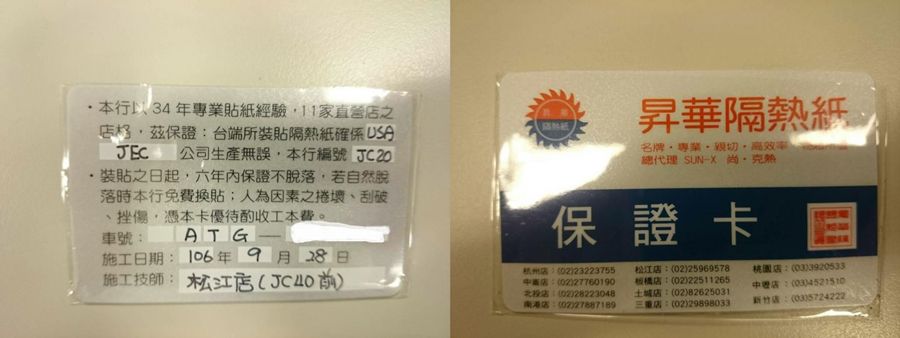 ・本行以 34 年專業貼紙經驗,11家直營店之
店格,茲保證:台端所裝貼隔熱紙確係 USA
JEC 公司生產無誤,本行編號 JC20
・裝貼之日起,六年內保證不脫落,若自然脫
落時本行免費換貼;人為因素之捲壞、刮破
、挫傷,憑本卡優待酌收工本費。
車號: ATG—
施工日期:106 年 9 月 28 日
施工技師:松江店(JC40前)
昇華
隔熱紙
昇華隔熱紙
名牌・專業・親切・高效率
總代理 SUN-X 尚・克熱
保證卡
杭州店:(02)23223755 松江店:(02)25969578 桃園店:(03)3920533
中崙店:(02)27760190 板橋店:(02)22511265 中壢店:(03)4521510
北投店:(02)28223048 土城店:(02)82625031 新竹店:(03)5724222
南港店:(02)27887189 三重店:(02)29898033